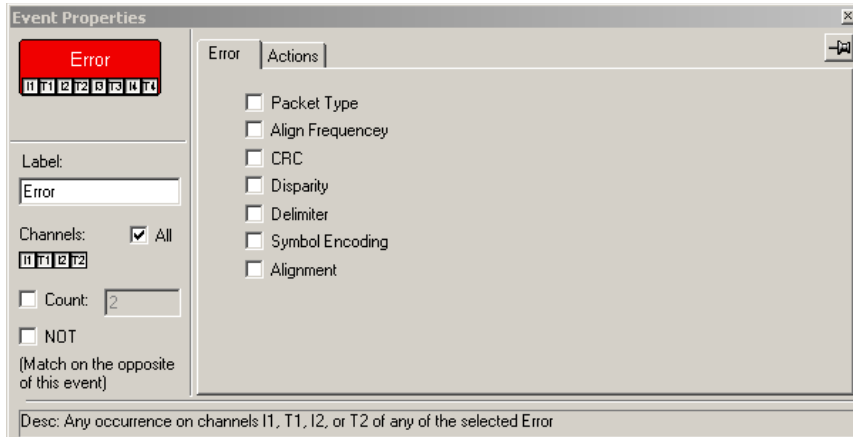 Event Properties
Error
I1 T1 I2 T2 I3 T3 I4 T4
Label:
Error
Channels:
All
I1 T1 I2 T2
Count:
2
NOT
(Match on the opposite
of this event)
Error
Actions
Packet Type
Align Frequencey
CRC
Disparity
Delimiter
Symbol Encoding
Alignment
Desc: Any occurrence on channels I1, T1, I2, or T2 of any of the selected Error